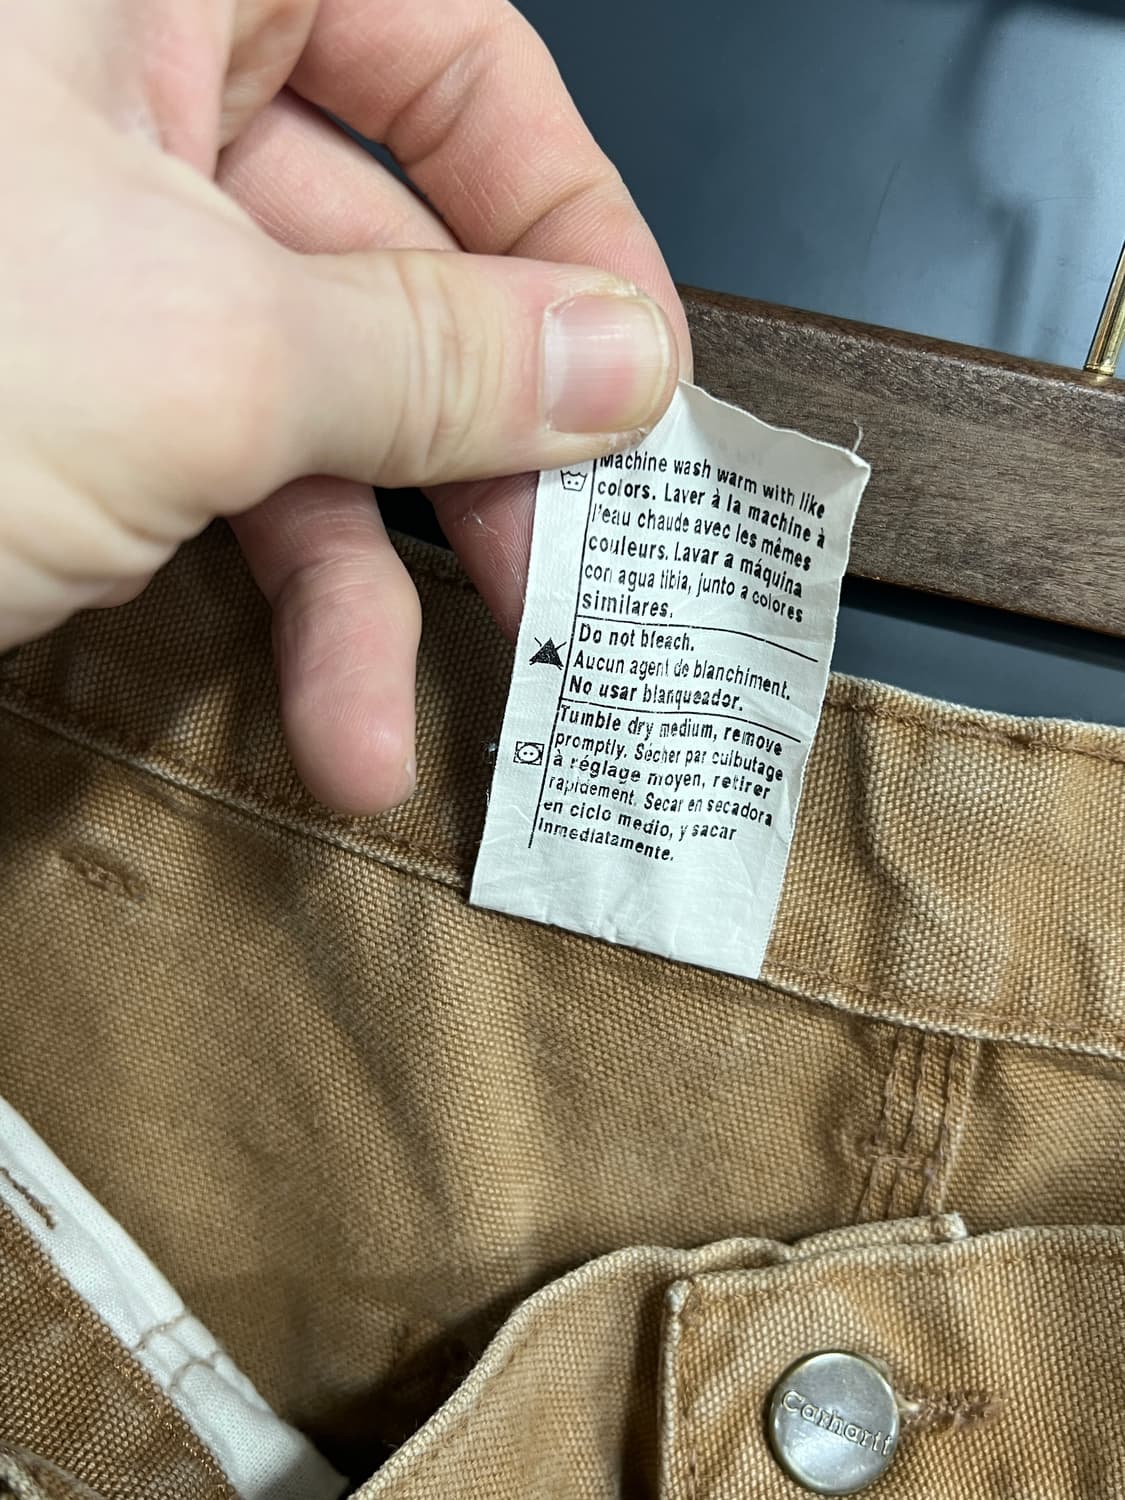 Machine wash warm with like
colors. Laver à la machine à
l'eau chaude avec les mêmes
couleurs. Lavar a máquina
con agua tibia, junto a colores
similares.
Do not bleach.
Aucun agent de blanchiment.
No usar blanqueador.
Tumble dry medium, remove
promptly. Sécher par culbutage
à réglage moyen, retirer
rapidement. Secar en secadora
en ciclo medio, y sacar
inmediatamente.
Carhartt